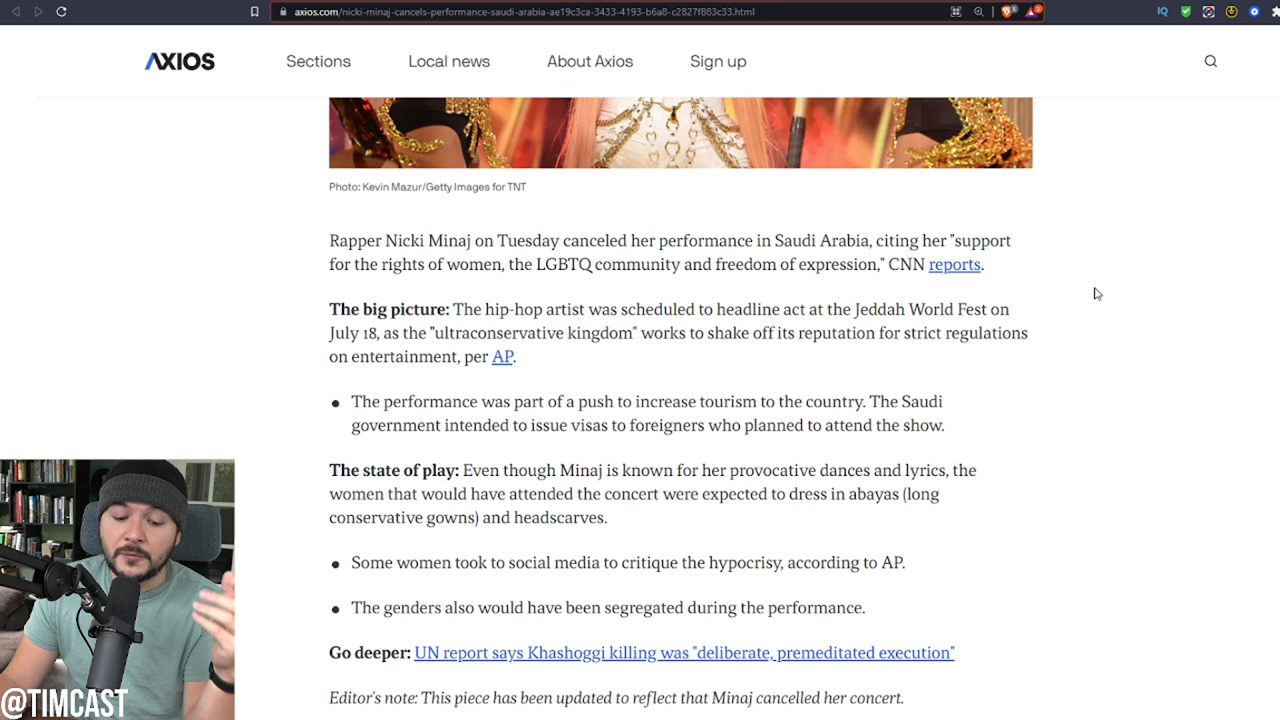 axios.com/nicki-minaj-cancels-performance-saudi-arabia-ae19c3ca-3433-4193-b6a8-c2827f883c33.html
IQ
AXIOS
Sections
Local news
About Axios
Sign up
Photo: Kevin Mazur/Getty Images for TNT
Rapper Nicki Minaj on Tuesday canceled her performance in Saudi Arabia, citing her "support
for the rights of women, the LGBTQ community and freedom of expression," CNN reports.
The big picture: The hip-hop artist was scheduled to headline act at the Jeddah World Fest on
July 18, as the "ultraconservative kingdom" works to shake off its reputation for strict regulations
on entertainment, per AP.
● The performance was part of a push to increase tourism to the country. The Saudi
government intended to issue visas to foreigners who planned to attend the show.
The state of play: Even though Minaj is known for her provocative dances and lyrics, the
women that would have attended the concert were expected to dress in abayas (long
conservative gowns) and headscarves.
● Some women took to social media to critique the hypocrisy, according to AP.
● The genders also would have been segregated during the performance.
Go deeper: UN report says Khashoggi killing was "deliberate, premeditated execution"
Editor's note: This piece has been updated to reflect that Minaj cancelled her concert.
@TIMCAST